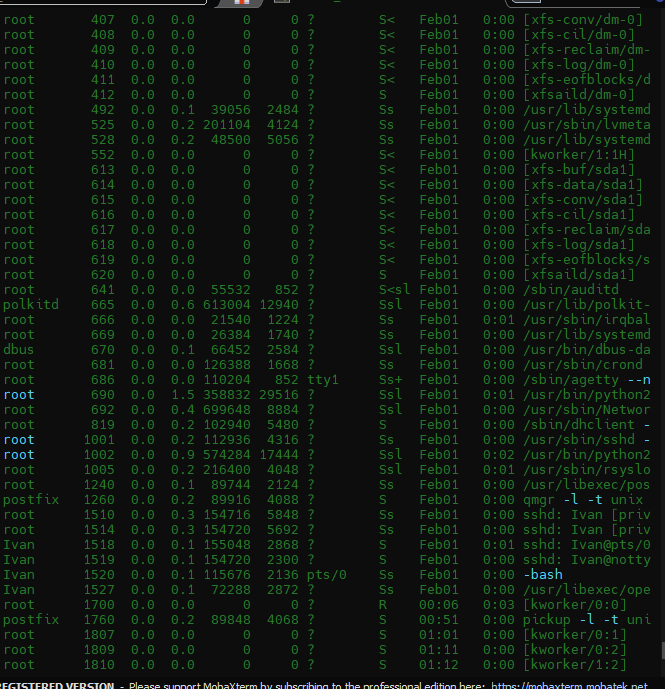 root 407 0.0 0.0 0 0 ? S< Feb01 0:00 [xfs-conv/dm-0]
root 408 0.0 0.0 0 0 ? S< Feb01 0:00 [xfs-cil/dm-0]
root 409 0.0 0.0 0 0 ? S< Feb01 0:00 [xfs-reclaim/dm-
root 410 0.0 0.0 0 0 ? S< Feb01 0:00 [xfs-log/dm-0]
root 411 0.0 0.0 0 0 ? S< Feb01 0:00 [xfs-eofblocks/d
root 412 0.0 0.0 0 0 ? S Feb01 0:00 [xfsaild/dm-0]
root 492 0.0 0.1 39056 2484 ? Ss Feb01 0:00 /usr/lib/systemd
root 525 0.0 0.2 201104 4124 ? Ss Feb01 0:00 /usr/sbin/lvmeta
root 528 0.0 0.2 48500 5056 ? Ss Feb01 0:00 /usr/lib/systemd
root 552 0.0 0.0 0 0 ? S< Feb01 0:00 [kworker/1:1H]
root 613 0.0 0.0 0 0 ? S< Feb01 0:00 [xfs-buf/sda1]
root 614 0.0 0.0 0 0 ? S< Feb01 0:00 [xfs-data/sda1]
root 615 0.0 0.0 0 0 ? S< Feb01 0:00 [xfs-conv/sda1]
root 616 0.0 0.0 0 0 ? S< Feb01 0:00 [xfs-cil/sda1]
root 617 0.0 0.0 0 0 ? S< Feb01 0:00 [xfs-reclaim/sda
root 618 0.0 0.0 0 0 ? S< Feb01 0:00 [xfs-log/sda1]
root 619 0.0 0.0 0 0 ? S< Feb01 0:00 [xfs-eofblocks/s
root 620 0.0 0.0 0 0 ? S Feb01 0:00 [xfsaild/sda1]
root 641 0.0 0.0 55532 852 ? S<sl Feb01 0:00 /sbin/auditd
polkitd 665 0.0 0.6 613004 12940 ? Ssl Feb01 0:00 /usr/lib/polkit-
root 666 0.0 0.0 21540 1224 ? Ss Feb01 0:01 /usr/sbin/irqbal
root 669 0.0 0.0 26384 1740 ? Ss Feb01 0:00 /usr/lib/systemd
dbus 670 0.0 0.1 66452 2584 ? Ssl Feb01 0:00 /usr/bin/dbus-da
root 681 0.0 0.0 126388 1668 ? Ss Feb01 0:00 /usr/sbin/crond
root 686 0.0 0.0 110204 852 tty1 Ss+ Feb01 0:00 /sbin/agetty --n
root 690 0.0 1.5 358832 29516 ? Ssl Feb01 0:01 /usr/bin/python2
root 692 0.0 0.4 699648 8884 ? Ssl Feb01 0:00 /usr/sbin/Networ
root 819 0.0 0.2 102940 5480 ? S Feb01 0:00 /sbin/dhclient -
root 1001 0.0 0.2 112936 4316 ? Ss Feb01 0:00 /usr/sbin/sshd -
root 1002 0.0 0.9 574284 17444 ? Ssl Feb01 0:02 /usr/bin/python2
root 1005 0.0 0.2 216400 4048 ? Ssl Feb01 0:01 /usr/sbin/rsyslo
root 1240 0.0 0.1 89744 2124 ? Ss Feb01 0:00 /usr/libexec/pos
postfix 1260 0.0 0.2 89916 4088 ? S Feb01 0:00 qmgr -l -t unix
root 1510 0.0 0.3 154716 5848 ? Ss Feb01 0:00 sshd: Ivan [priv
root 1514 0.0 0.3 154720 5692 ? Ss Feb01 0:00 sshd: Ivan [priv
Ivan 1518 0.0 0.1 155048 2868 ? S Feb01 0:01 sshd: Ivan@pts/0
Ivan 1519 0.0 0.1 154720 2300 ? S Feb01 0:00 sshd: Ivan@notty
Ivan 1520 0.0 0.1 115676 2136 pts/0 Ss Feb01 0:00 -bash
Ivan 1527 0.0 0.1 72288 2872 ? Ss Feb01 0:00 /usr/libexec/ope
root 1700 0.0 0.0 0 0 ? R 00:06 0:03 [kworker/0:0]
postfix 1760 0.0 0.2 89848 4068 ? S 00:51 0:00 pickup -l -t uni
root 1807 0.0 0.0 0 0 ? S 01:01 0:00 [kworker/0:1]
root 1809 0.0 0.0 0 0 ? S 01:11 0:00 [kworker/0:2]
root 1810 0.0 0.0 0 0 ? S 01:12 0:00 [kworker/1:2]
REGISTERED VERSION - Please support MobaXterm by subscribing to the professional edition here: https://mobaxterm.mobatek.net